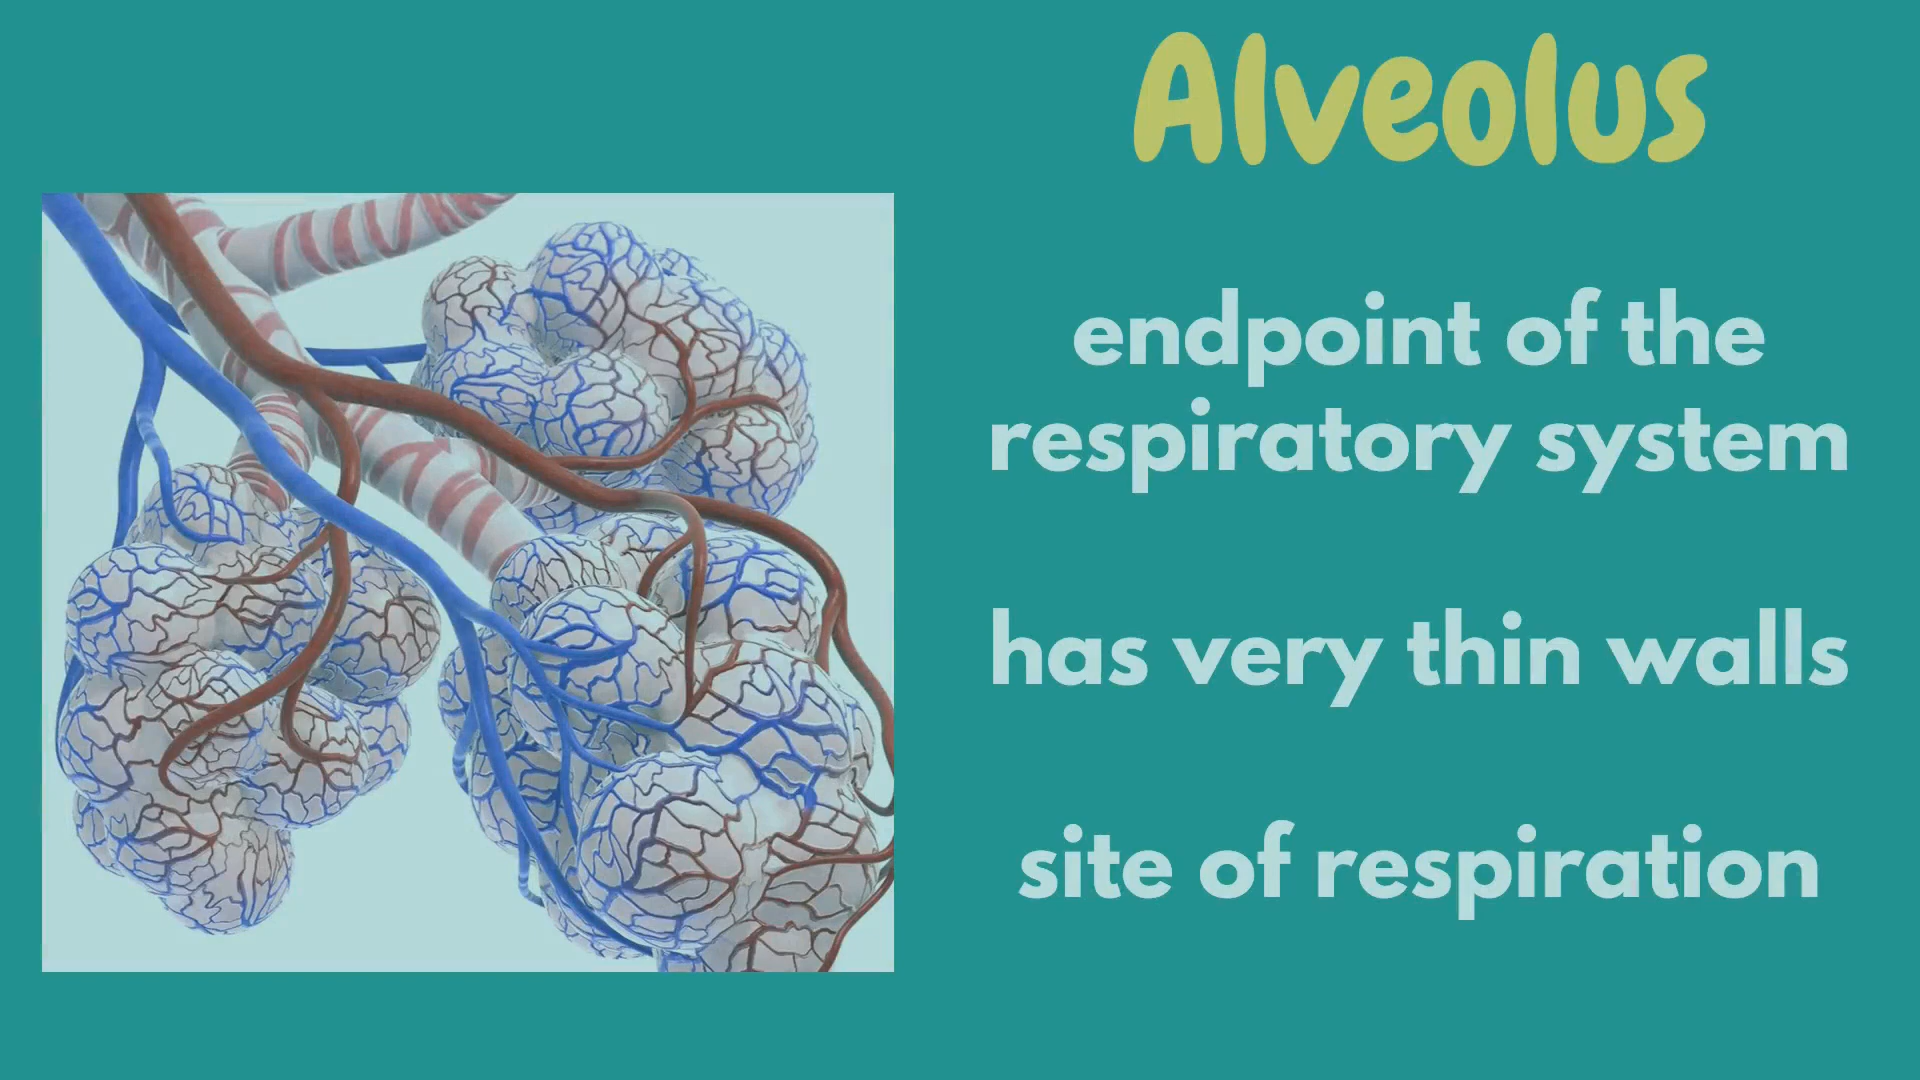 Alveolus
endpoint of the
respiratory system
has very thin walls
site of respiration